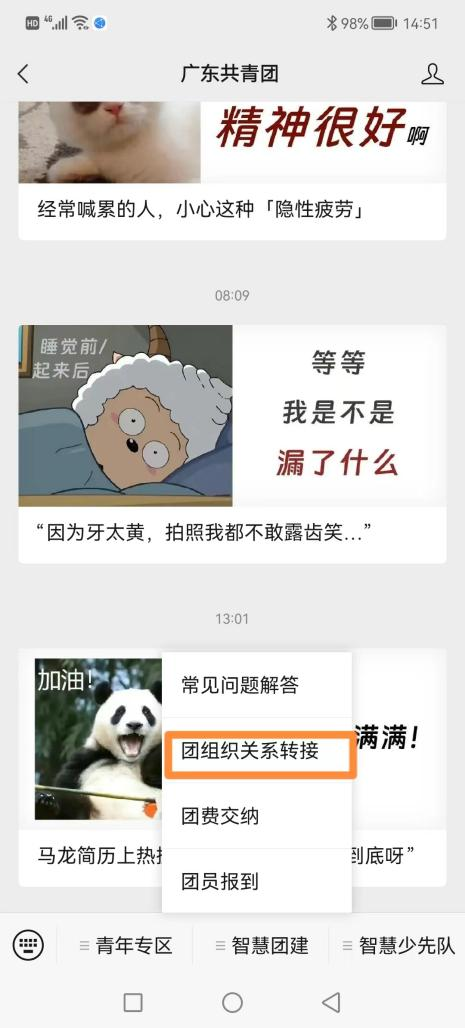 HD 4G 98% 14:51
广东共青团
精神很好啊
经常喊累的人，小心这种「隐性疲劳」
08:09
睡觉前/
起来后
等等
我是不是
漏了什么
“因为牙太黄，拍照我都不敢露齿笑...”
13:01
加油!
满满!
常见问题解答
团组织关系转接
团费交纳
团员报到
马龙简历上热搜
到底呀”
青年专区 智慧团建 智慧少先队